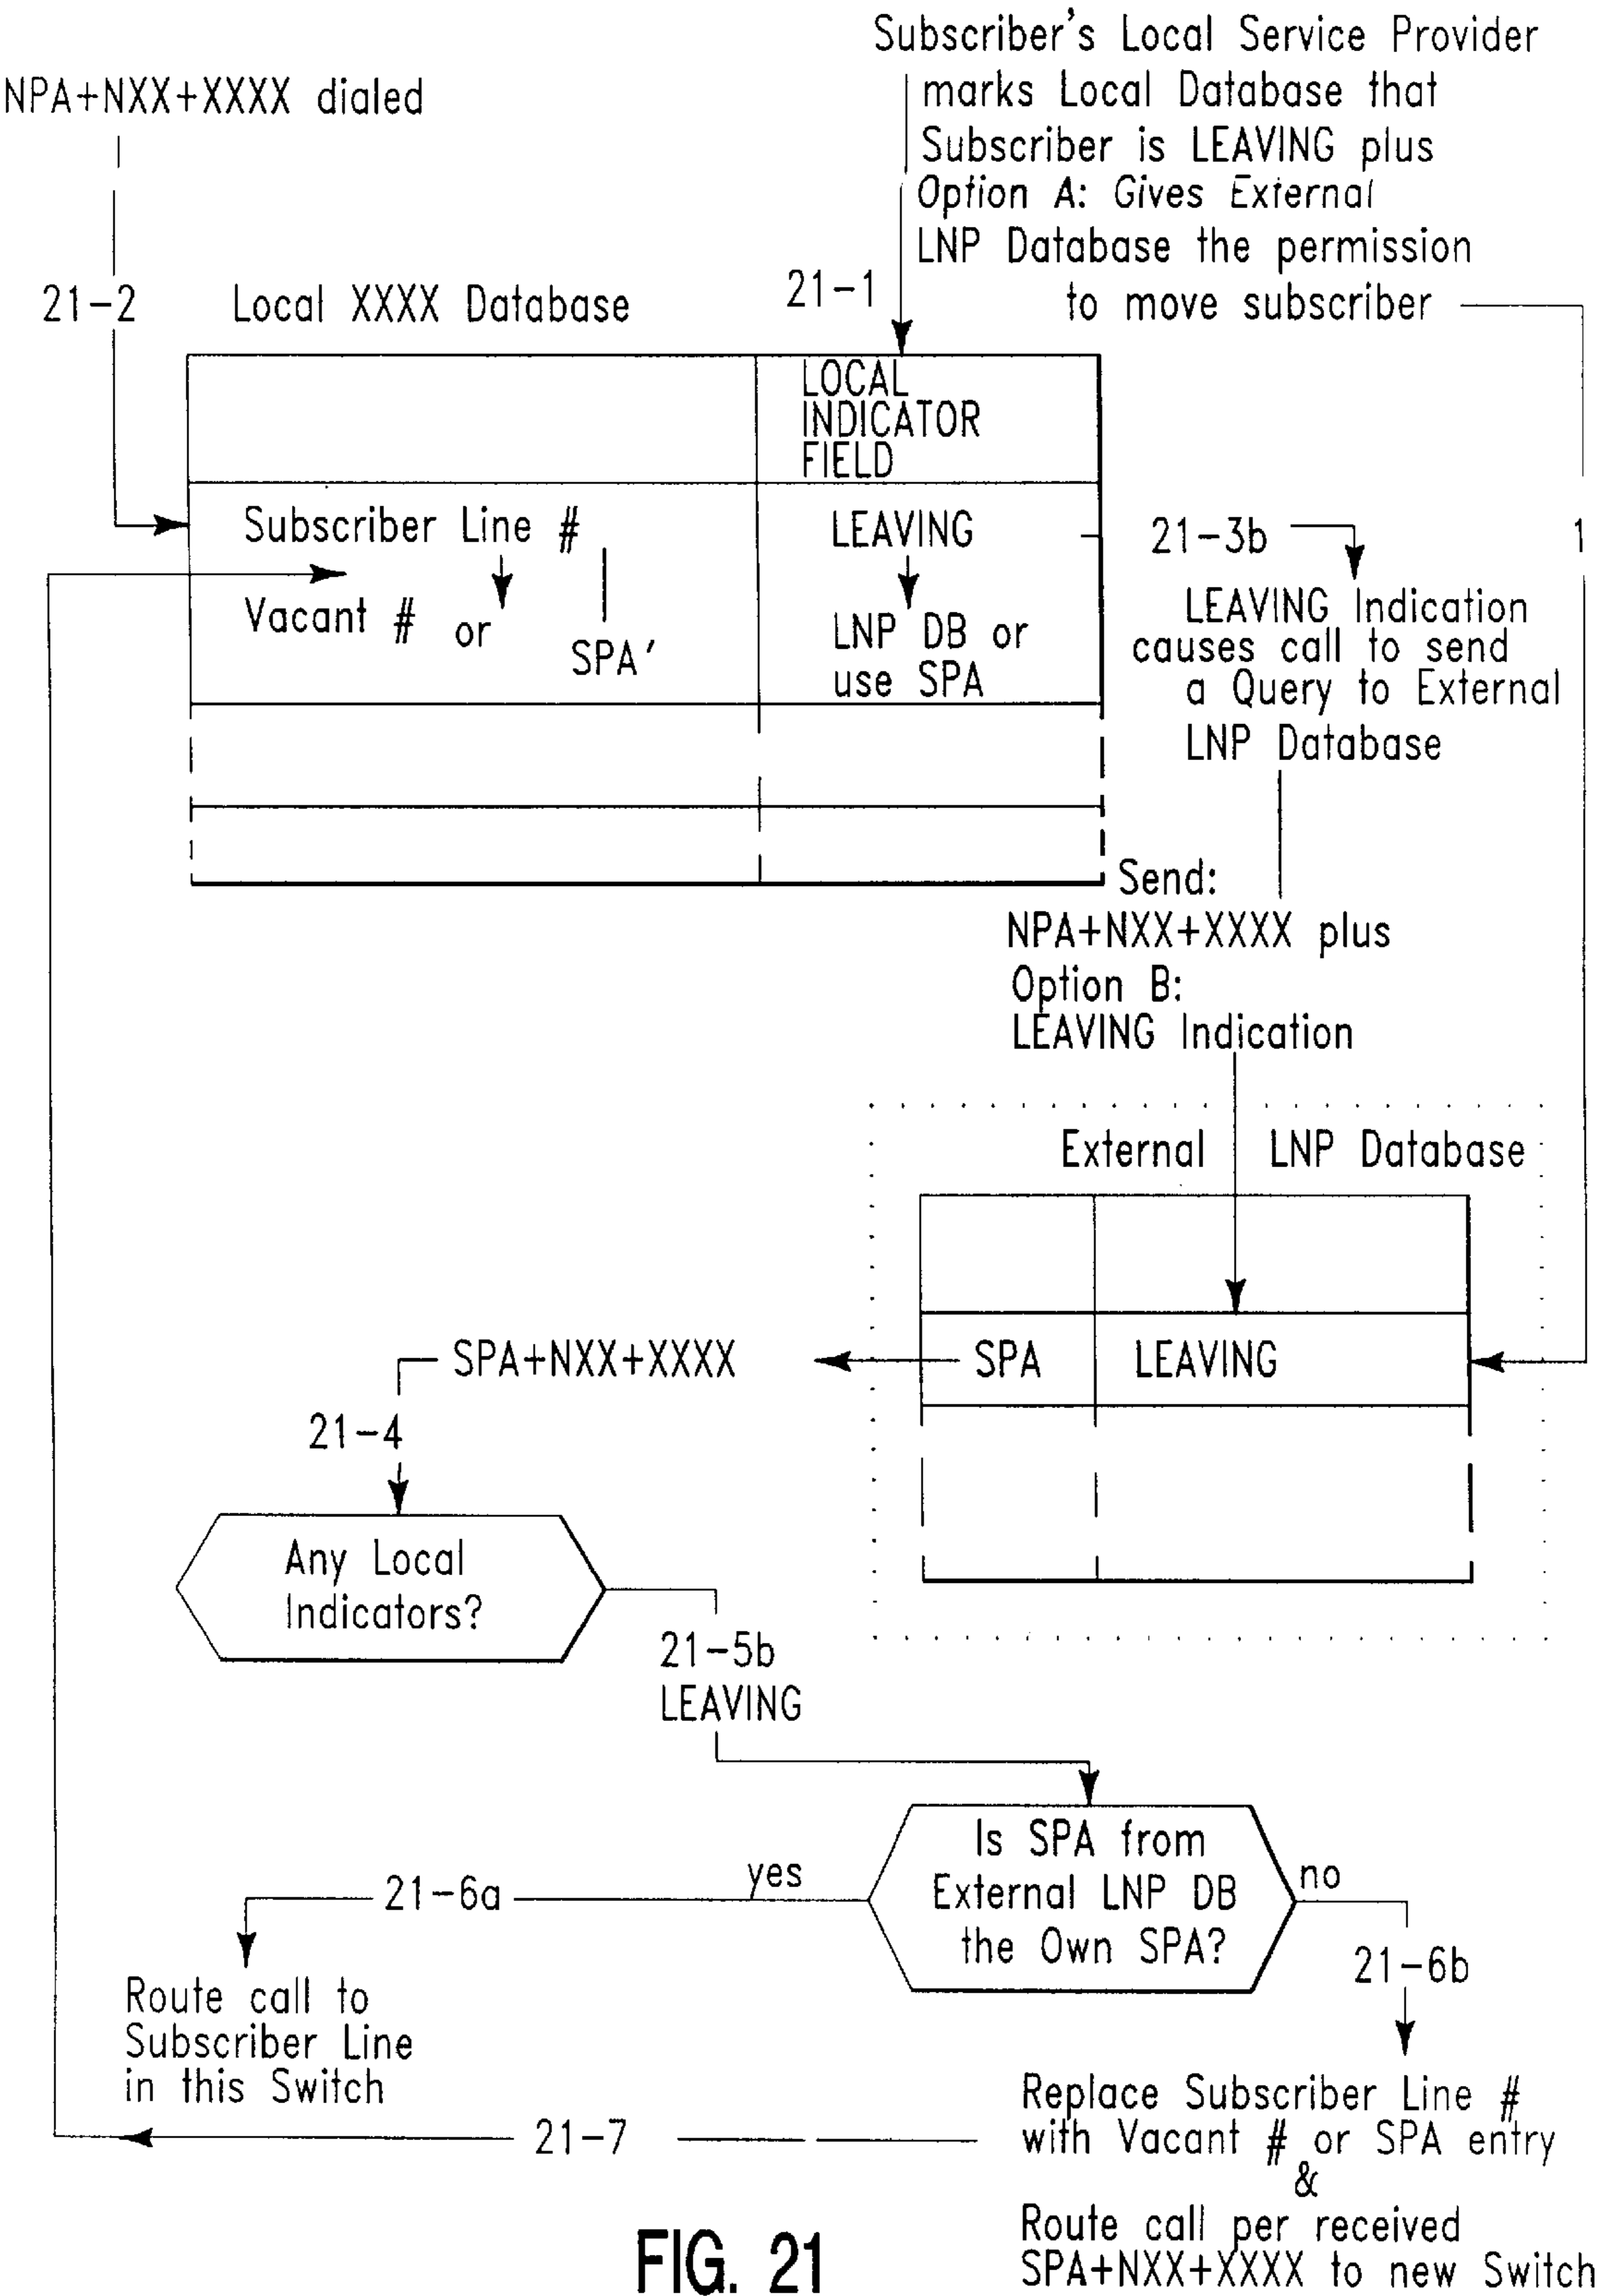 Subscriber's Local Service Provider
marks Local Database that
Subscriber is LEAVING plus
Option A: Gives External
LNP Database the permission
to move subscriber
NPA+NXX+XXXX dialed
21-2
Local XXXX Database
21-1
LOCAL
INDICATOR
FIELD
Subscriber Line #
LEAVING
Vacant # or
SPA'
LNP DB or
use SPA
21-3b
1
LEAVING Indication
causes call to send
a Query to External
LNP Database
Send:
NPA+NXX+XXXX plus
Option B:
LEAVING Indication
External LNP Database
SPA
LEAVING
SPA+NXX+XXXX
21-4
Any Local
Indicators?
21-5b
LEAVING
Is SPA from
External LNP DB
the Own SPA?
yes
no
21-6a
21-6b
Route call to
Subscriber Line
in this Switch
Replace Subscriber Line #
with Vacant # or SPA entry
&
Route call per received
SPA+NXX+XXXX to new Switch
21-7
FIG. 21